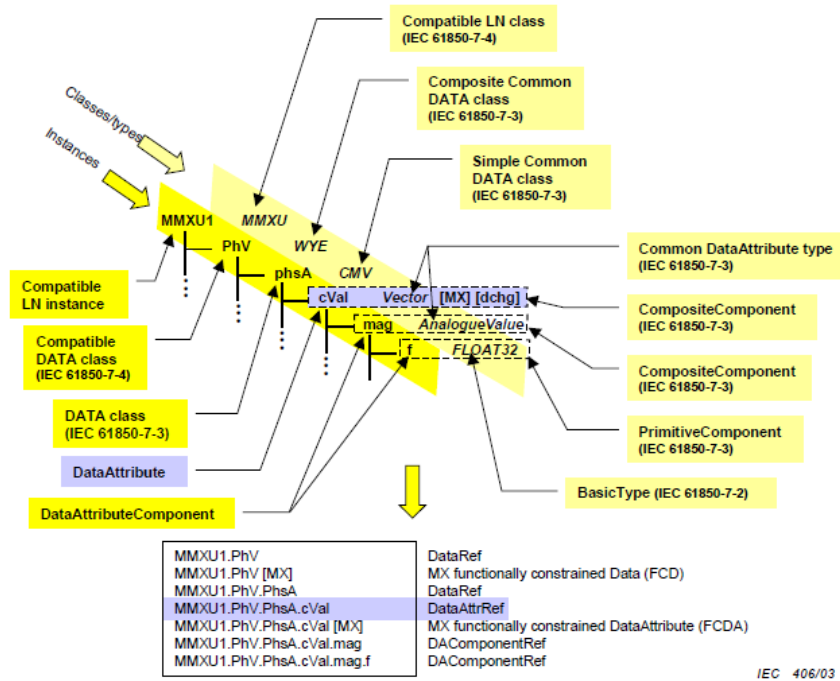 Compatible LN class
(IEC 61850-7-4)
Composite Common
DATA class
(IEC 61850-7-3)
Simple Common
DATA class
(IEC 61850-7-3)
Classes/types
Instances
MMXU1 MMXU
PhV WYE
phsA CMV
cVal Vector [MX] [dchg]
mag AnalogueValue
f FLOAT32
Common DataAttribute type
(IEC 61850-7-3)
CompositeComponent
(IEC 61850-7-3)
CompositeComponent
(IEC 61850-7-3)
PrimitiveComponent
(IEC 61850-7-3)
BasicType (IEC 61850-7-2)
Compatible
LN instance
Compatible
DATA class
(IEC 61850-7-4)
DATA class
(IEC 61850-7-3)
DataAttribute
DataAttributeComponent
MMXU1.PhV DataRef
MMXU1.PhV [MX] MX functionally constrained Data (FCD)
MMXU1.PhV.PhsA DataRef
MMXU1.PhV.PhsA.cVal DataAttrRef
MMXU1.PhV.PhsA.cVal [MX] MX functionally constrained DataAttribute (FCDA)
MMXU1.PhV.PhsA.cVal.mag DAComponentRef
MMXU1.PhV.PhsA.cVal.mag.f DAComponentRef
IEC 406/03